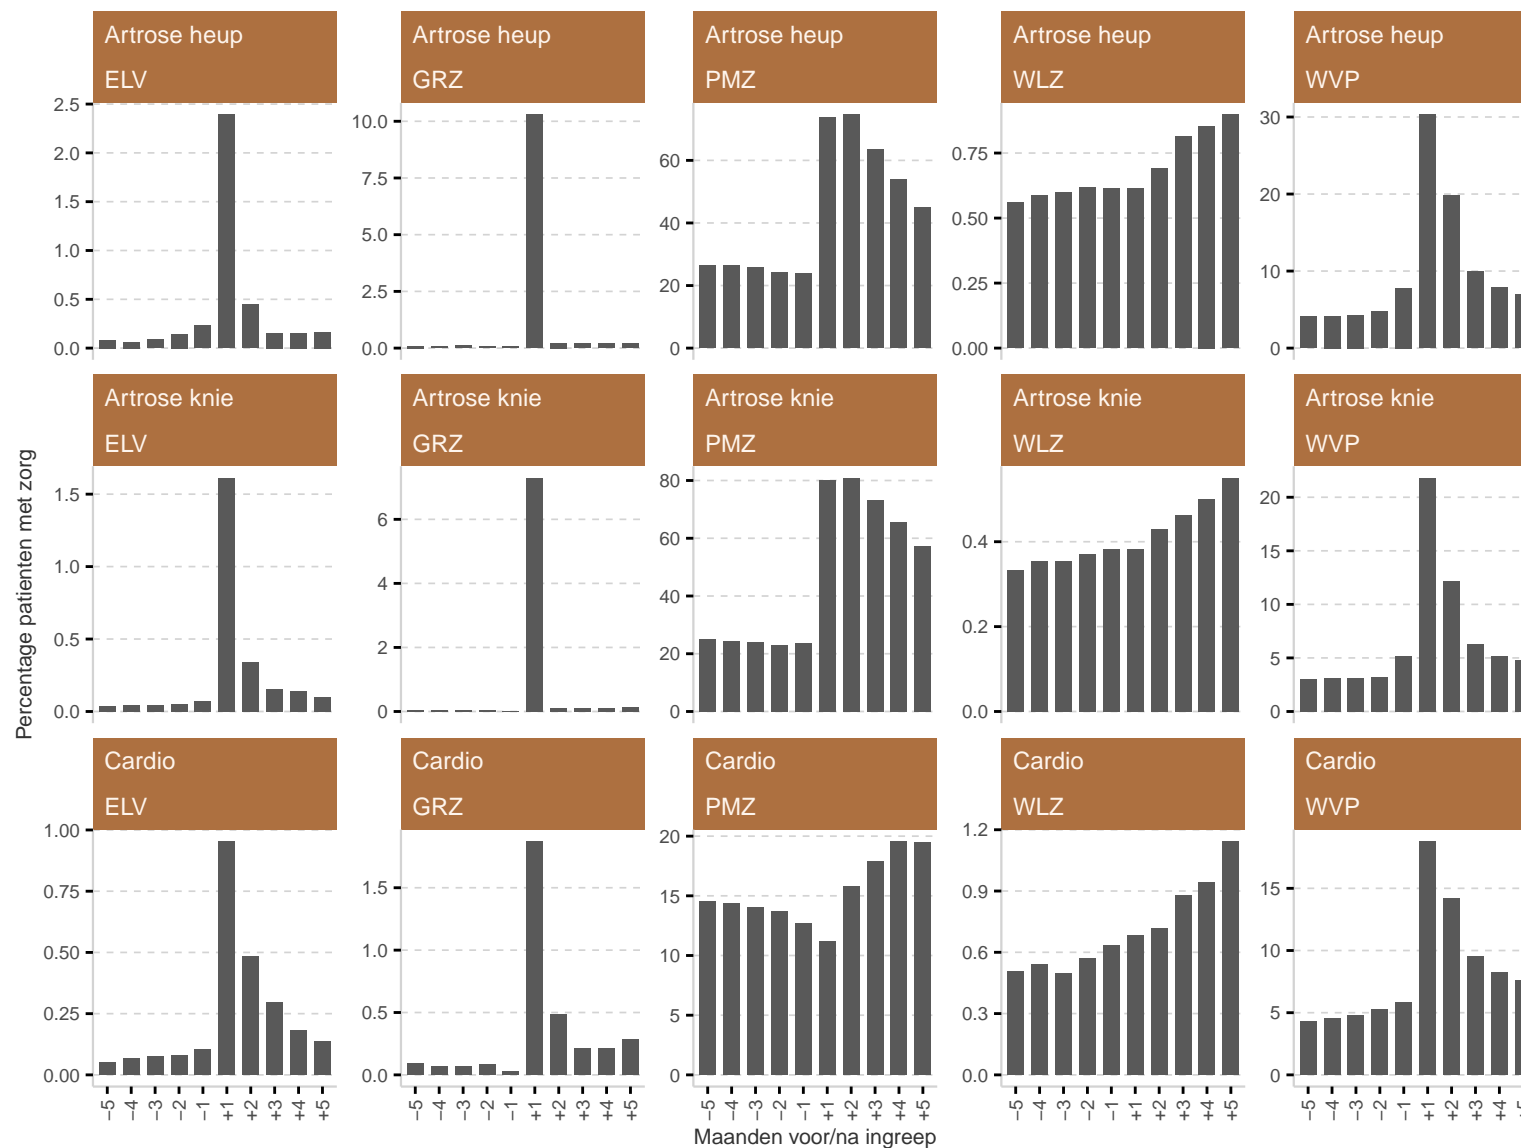 Artrose heup
ELV
Artrose heup
GRZ
Artrose heup
PMZ
Artrose heup
WLZ
Artrose heup
WVP
2.5
2.0
1.5
1.0
0.5
0.0
10.0
7.5
5.0
2.5
0.0
60
40
20
0
0.75
0.50
0.25
0.00
30
20
10
0
Artrose knie
ELV
Artrose knie
GRZ
Artrose knie
PMZ
Artrose knie
WLZ
Artrose knie
WVP
1.5
1.0
0.5
0.0
6
4
2
0
80
60
40
20
0
0.4
0.2
0.0
20
15
10
5
0
Percentage patienten met zorg
Cardio
ELV
Cardio
GRZ
Cardio
PMZ
Cardio
WLZ
Cardio
WVP
1.00
0.75
0.50
0.25
0.00
1.5
1.0
0.5
0.0
20
15
10
5
0
1.2
0.9
0.6
0.3
0.0
15
10
5
0
−5 −4 −3 −2 −1 +1 +2 +3 +4 +5
−5 −4 −3 −2 −1 +1 +2 +3 +4 +5
−5 −4 −3 −2 −1 +1 +2 +3 +4 +5
−5 −4 −3 −2 −1 +1 +2 +3 +4 +5
−5 −4 −3 −2 −1 +1 +2 +3 +4
Maanden voor/na ingreep